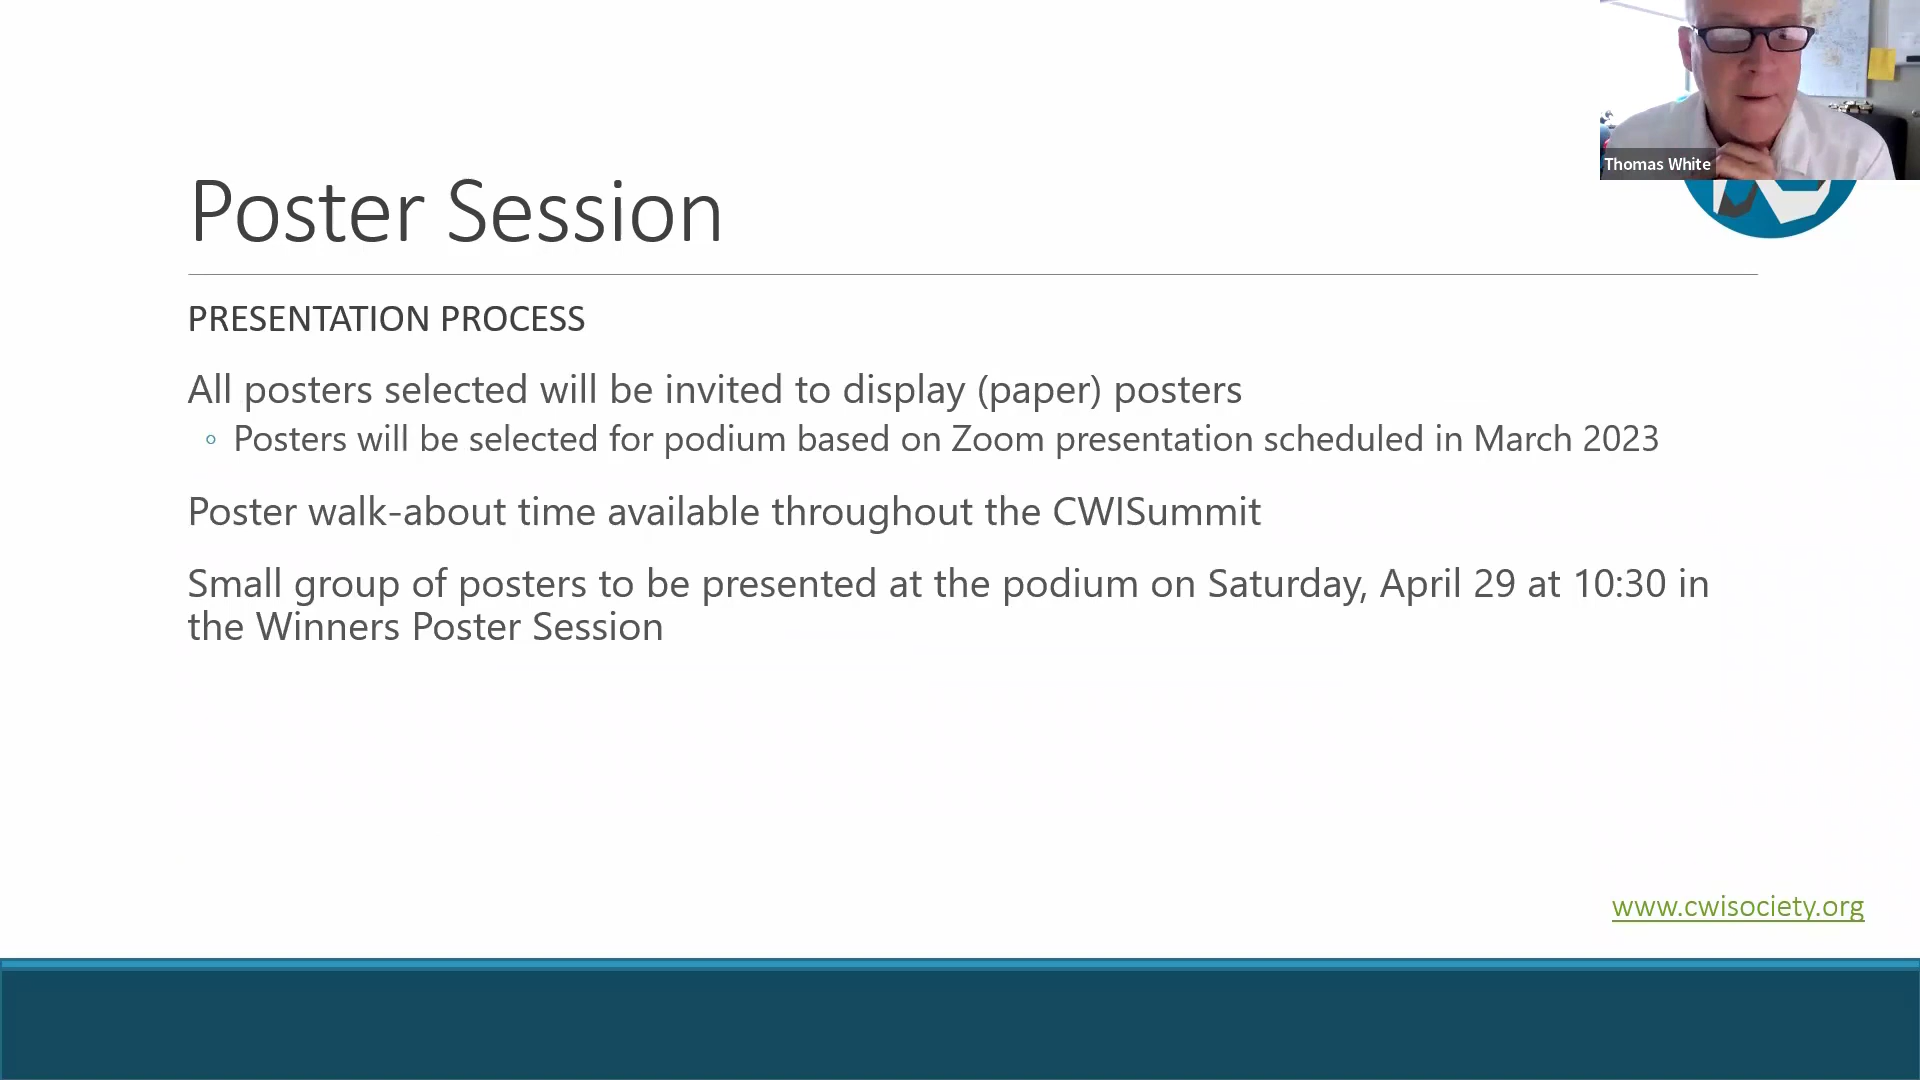 Thomas White
Poster Session
PRESENTATION PROCESS
All posters selected will be invited to display (paper) posters
Posters will be selected for podium based on Zoom presentation scheduled in March 2023
Poster walk-about time available throughout the CWISummit
Small group of posters to be presented at the podium on Saturday, April 29 at 10:30 in
the Winners Poster Session
www.cwisociety.org